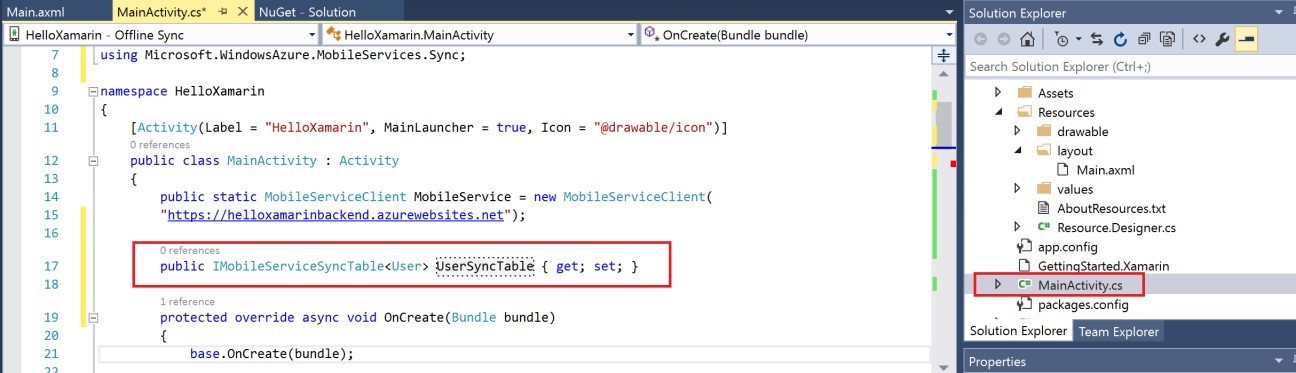 Main.axml
MainActivity.cs*
NuGet - Solution
HelloXamarin - Offline Sync
HelloXamarin.MainActivity
OnCreate(Bundle bundle)
7 using Microsoft.WindowsAzure.MobileServices.Sync;
8
9 namespace HelloXamarin
10 {
11 [Activity(Label = "HelloXamarin", MainLauncher = true, Icon = "@drawable/icon")]
0 references
12 public class MainActivity : Activity
13 {
14 public static MobileServiceClient MobileService = new MobileServiceClient(
15 "https://helloxamarinbackend.azurewebsites.net");
16
0 references
17 public IMobileServiceSyncTable<User> UserSyncTable { get; set; }
18
1 reference
19 protected override async void OnCreate(Bundle bundle)
20 {
21 base.OnCreate(bundle);
22
Solution Explorer
Search Solution Explorer (Ctrl+;)
Assets
Resources
drawable
layout
Main.axml
values
AboutResources.txt
C# Resource.Designer.cs
app.config
GettingStarted.Xamarin
C# MainActivity.cs
packages.config
Solution Explorer
Team Explorer
Properties